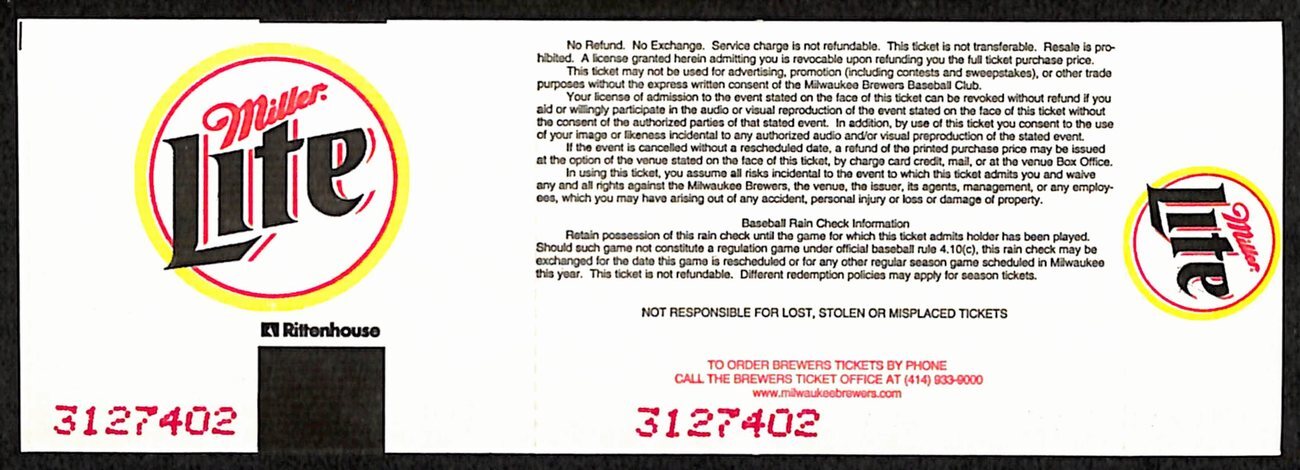 Miller
Lite
Rittenhouse
3127402
No Refund. No Exchange. Service charge is not refundable. This ticket is not transferable. Resale is pro-
hibited. A license granted herein admitting you is revocable upon refunding you the full ticket purchase price.
This ticket may not be used for advertising, promotion (including contests and sweepstakes), or other trade
purposes without the express written consent of the Milwaukee Brewers Baseball Club.
Your license of admission to the event stated on the face of this ticket can be revoked without refund if you
aid or willingly participate in the audio or visual reproduction of the event stated on the face of this ticket without
the consent of the authorized parties of that stated event. In addition, by use of this ticket you consent to the use
of your image or likeness incidental to any authorized audio and/or visual preproduction of the stated event.
If the event is cancelled without a rescheduled date, a refund of the printed purchase price may be issued
at the option of the venue stated on the face of this ticket, by charge card credit, mail, or at the venue Box Office.
In using this ticket, you assume all risks incidental to the event to which this ticket admits you and waive
any and all rights against the Milwaukee Brewers, the venue, the issuer, its agents, management, or any employ-
ees, which you may have arising out of any accident, personal injury or loss or damage of property.
Baseball Rain Check Information
Retain possession of this rain check until the game for which this ticket admits holder has been played.
Should such game not constitute a regulation game under official baseball rule 4.10(c), this rain check may be
exchanged for the date this game is rescheduled or for any other regular season game scheduled in Milwaukee
this year. This ticket is not refundable. Different redemption policies may apply for season tickets.
NOT RESPONSIBLE FOR LOST, STOLEN OR MISPLACED TICKETS
TO ORDER BREWERS TICKETS BY PHONE
CALL THE BREWERS TICKET OFFICE AT (414) 933-9000
www.milwaukeebrewers.com
3127402
Miller
Lite